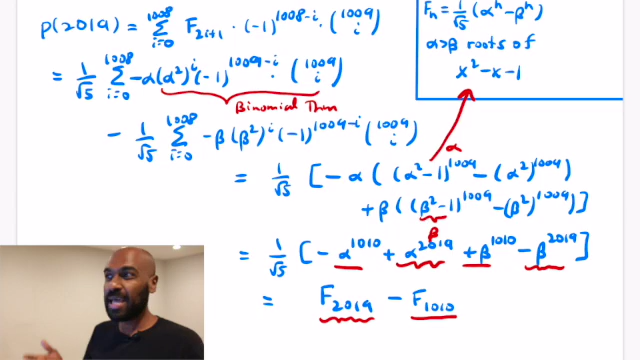 p(2019) = Σ_{i=0}^{1008} F_{2i+1} · (-1)^{1008-i} · (1009 choose i)
= 1/√5 Σ_{i=0}^{1008} -α(α²)^i (-1)^{1009-i} · (1009 choose i)
Binomial Thm
- 1/√5 Σ_{i=0}^{1008} -β(β²)^i (-1)^{1009-i} (1009 choose i)
α
= 1/√5 [-α((α²-1)^{1009} - (α²)^{1009})
+ β((β²-1)^{1009} - (β²)^{1009})]
β
= 1/√5 [-α^{1010} + α^{2019} + β^{1010} - β^{2019}]
= F_{2019} - F_{1010}
F_n = 1/√5 (α^n - β^n)
α>β roots of
x² - x - 1